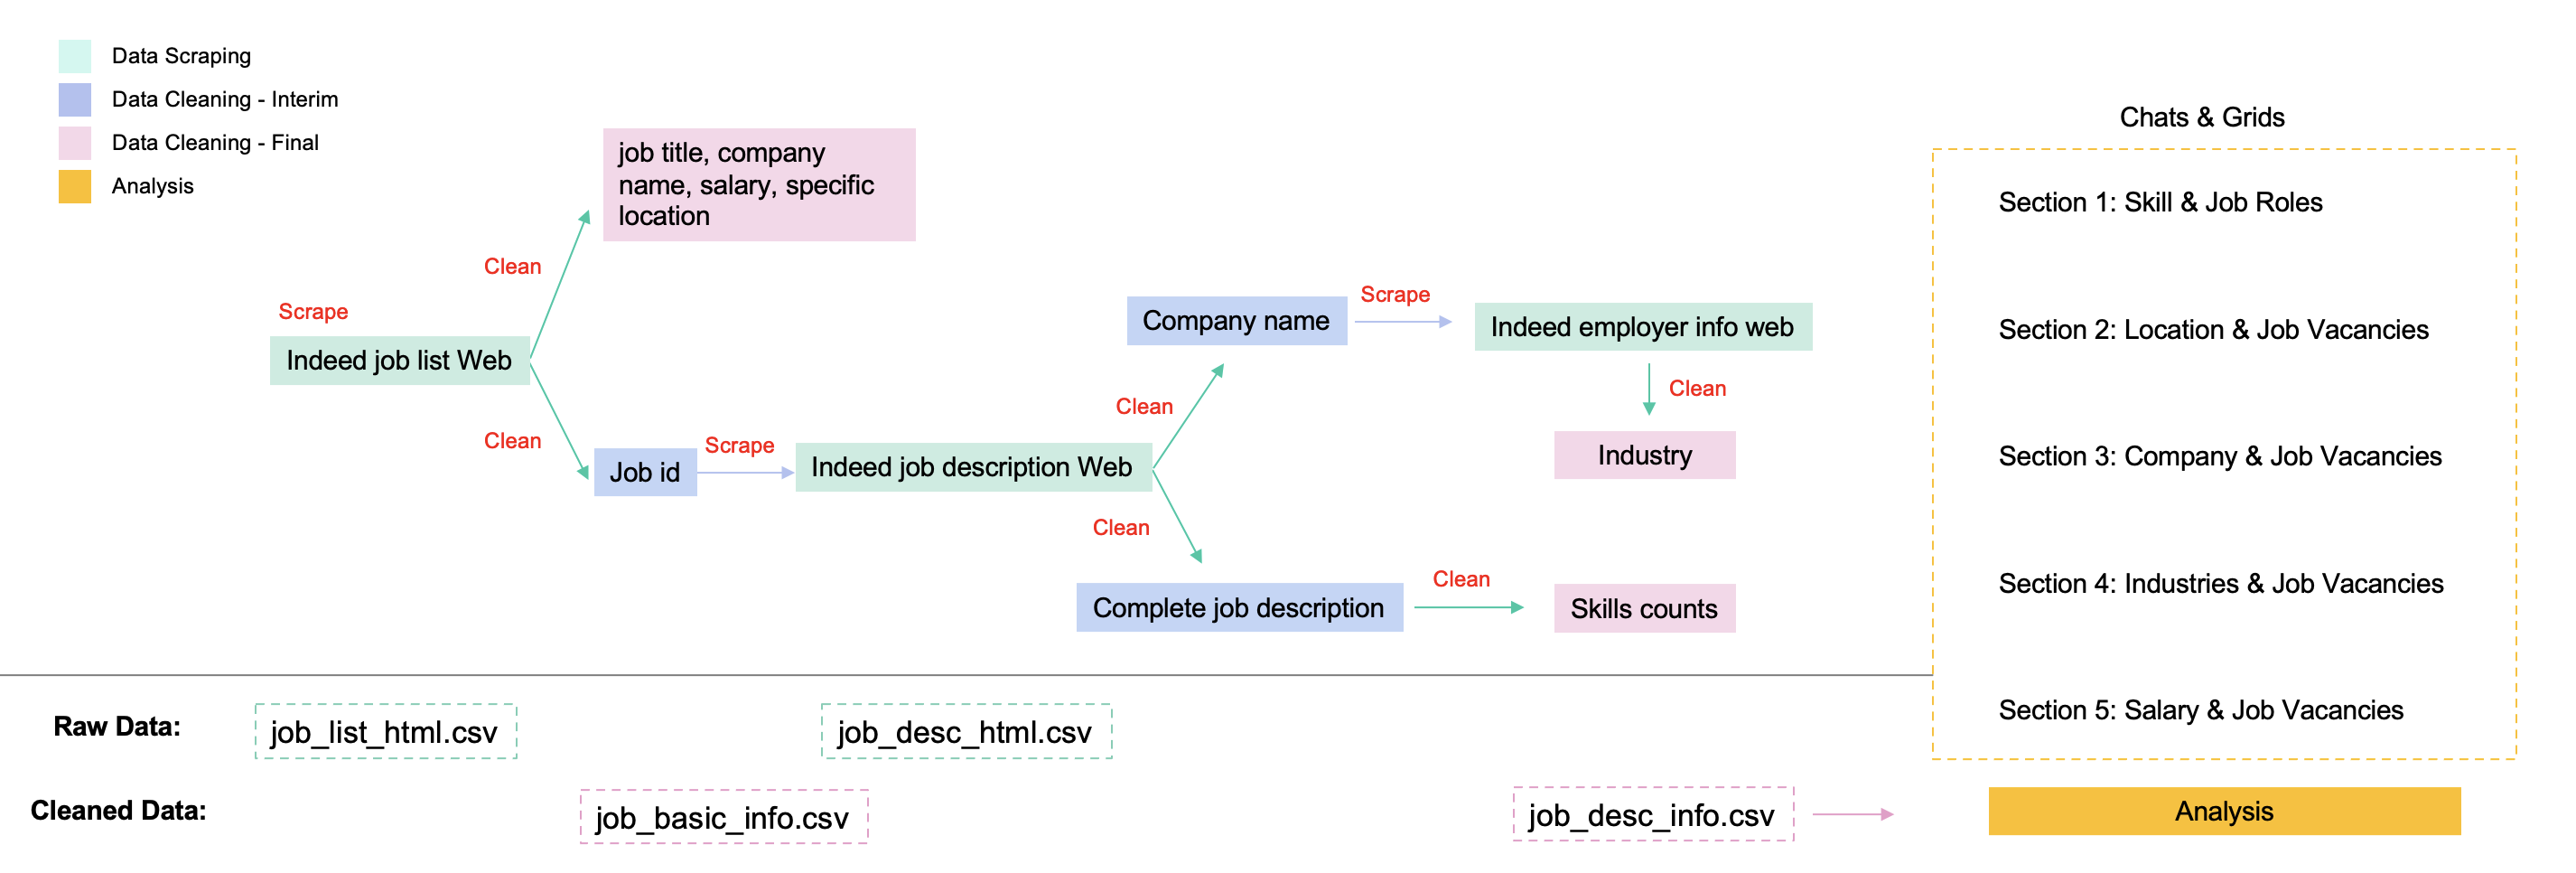 Data Scraping
Data Cleaning - Interim
Data Cleaning - Final
Analysis
job title, company
name, salary, specific
location
Clean
Scrape
Indeed job list Web
Clean
Job id
Scrape
Indeed job description Web
Clean
Company name
Scrape
Indeed employer info web
Clean
Industry
Clean
Complete job description
Clean
Skills counts
Chats & Grids
Section 1: Skill & Job Roles
Section 2: Location & Job Vacancies
Section 3: Company & Job Vacancies
Section 4: Industries & Job Vacancies
Section 5: Salary & Job Vacancies
Raw Data:
job_list_html.csv
job_desc_html.csv
Cleaned Data:
job_basic_info.csv
job_desc_info.csv
Analysis